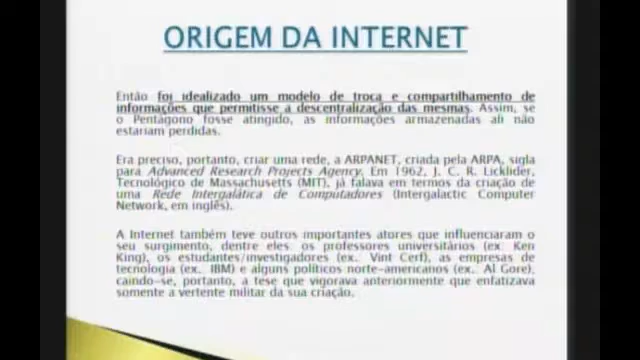 ORIGEM DA INTERNET
Então foi idealizado um modelo de troca e compartilhamento de
informações que permitisse a descentralização das mesmas. Assim, se
o Pentágono fosse atingido, as informações armazenadas ali não
estariam perdidas.
Era preciso, portanto, criar uma rede, a ARPANET, criada pela ARPA, sigla
para Advanced Research Projects Agency. Em 1962, J. C. R. Licklider,
Tecnológico de Massachusetts (MIT), já falava em termos da criação de
uma Rede Intergalática de Computadores (Intergalactic Computer
Network, em inglês).
A Internet também teve outros importantes atores que influenciaram o
seu surgimento, dentre eles: os professores universitários (ex. Ken
King), os estudantes/investigadores (ex.. Vint Cerf), as empresas de
tecnologia (ex.. IBM) e alguns políticos norte-americanos (ex.. Al Gore);
caindo-se, portanto, a tese que vigorava anteriormente que enfatizava
somente a vertente militar da sua criação.